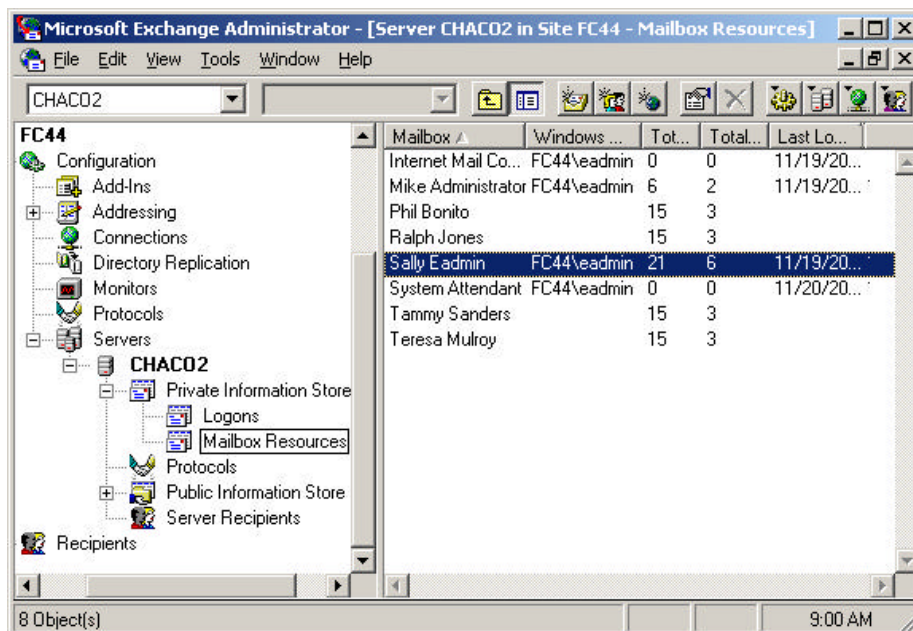 Microsoft Exchange Administrator - [Server CHACO2 in Site FC44 - Mailbox Resources]
File Edit View Tools Window Help
CHACO2
FC44
Configuration
Add-Ins
Addressing
Connections
Directory Replication
Monitors
Protocols
Servers
CHACO2
Private Information Store
Logons
Mailbox Resources
Protocols
Public Information Store
Server Recipients
Recipients
Mailbox Windows ... Tot... Total... Last Lo...
Internet Mail Co... FC44\eadmin 0 0 11/19/20...
Mike Administrator FC44\eadmin 6 2 11/19/20...
Phil Bonito 15 3
Ralph Jones 15 3
Sally Eadmin FC44\eadmin 21 6 11/19/20...
System Attendant FC44\eadmin 0 0 11/20/20...
Tammy Sanders 15 3
Teresa Mulroy 15 3
8 Object(s) 9:00 AM